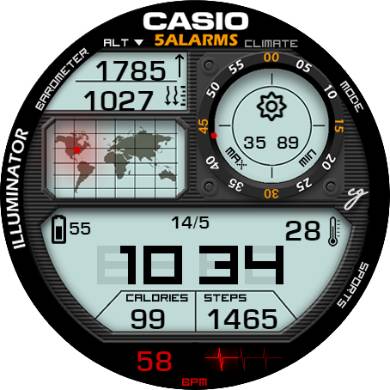 CASIO
ALT ▼ 5ALARMS CLIMATE
BAROMETER
1785
1027
MODE
00
05
10
15
20
25
30
35
40
45
50
55
35 89
MAX MIN
ILLUMINATOR
55
14/5
28
10 34
SPORTS
CALORIES STEPS
99 1465
58
BPM